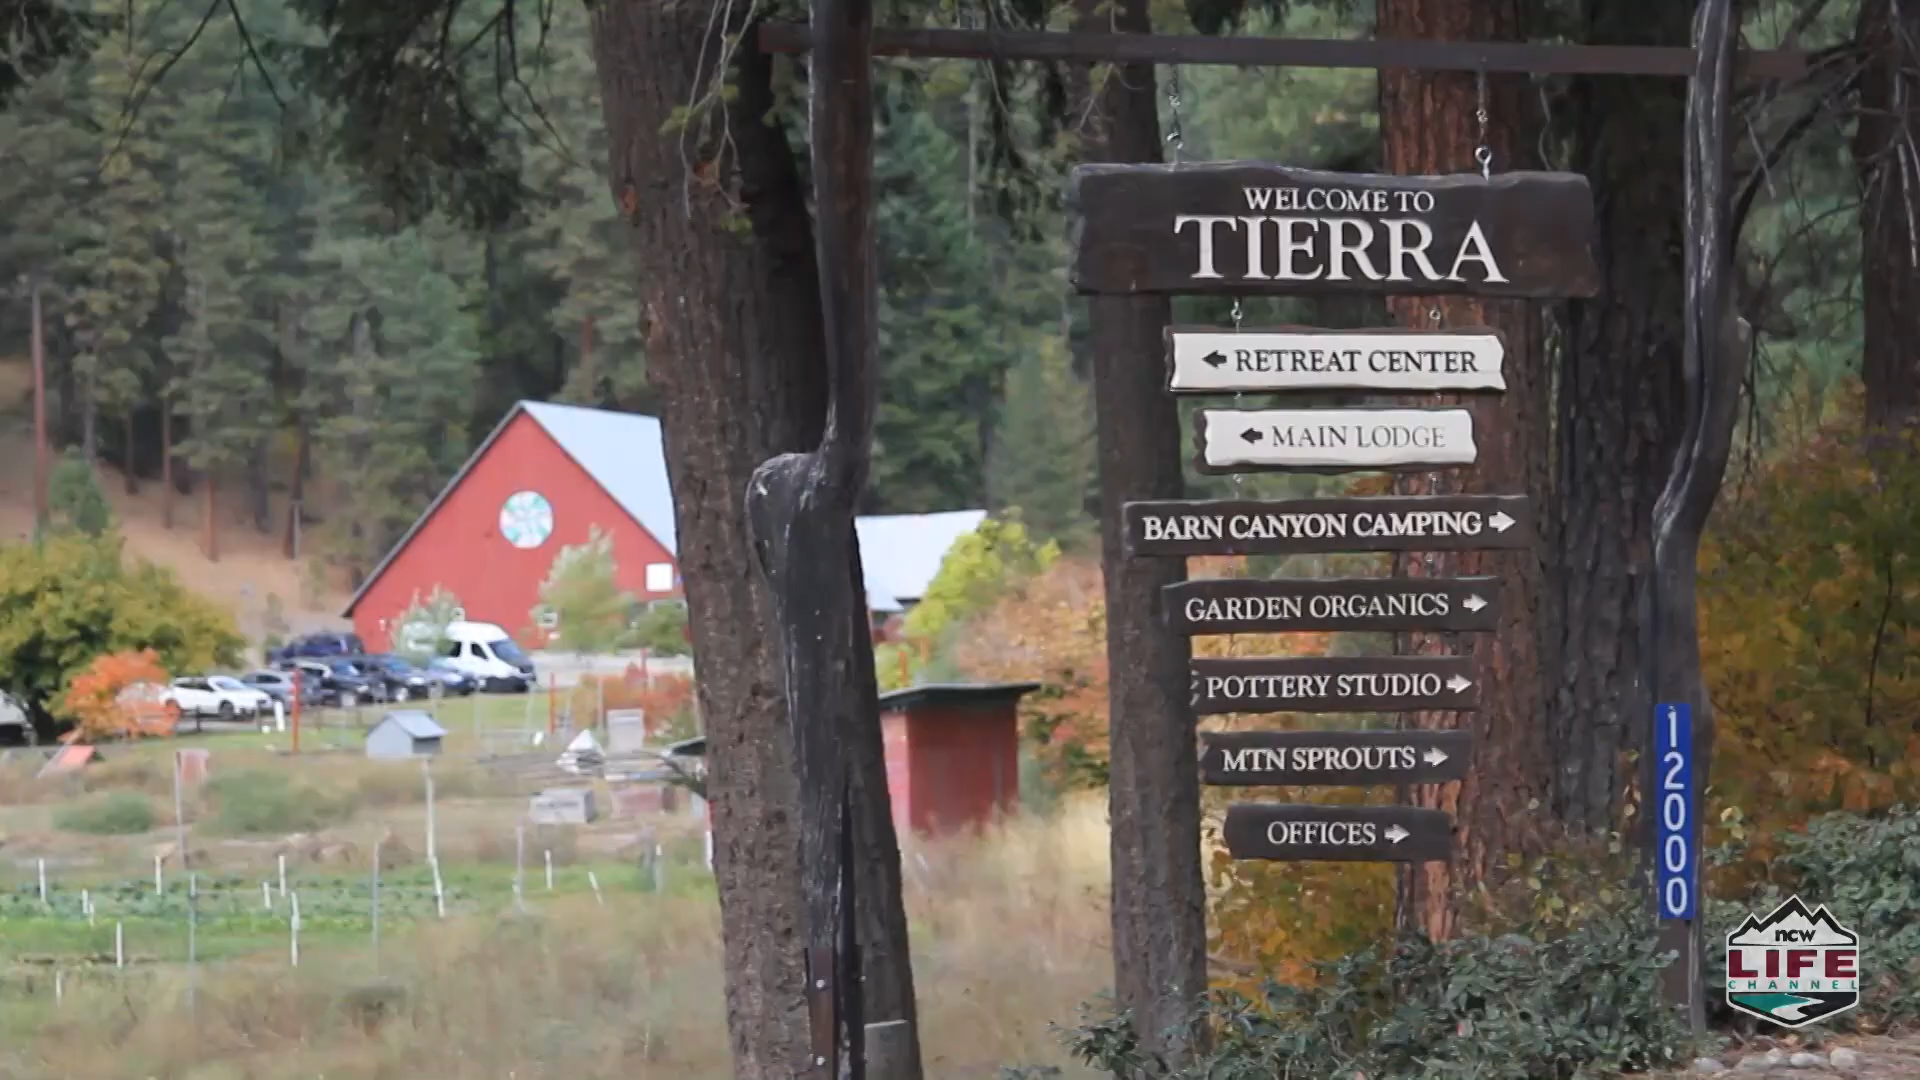 WELCOME TO
TIERRA
RETREAT CENTER
MAIN LODGE
BARN CANYON CAMPING
GARDEN ORGANICS
POTTERY STUDIO
MTN SPROUTS
OFFICES
12000
ncw
LIFE
CHANNEL